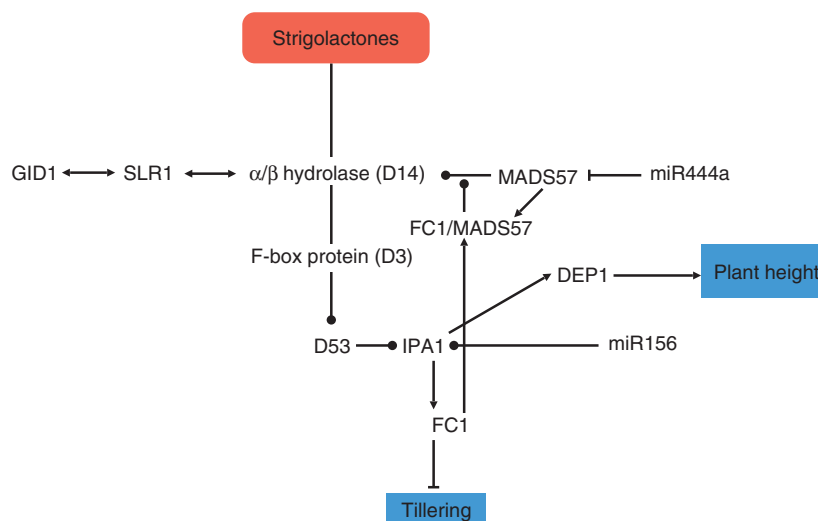 Strigolactones
GID1
SLR1
α/β hydrolase (D14)
MADS57
miR444a
FC1/MADS57
F-box protein (D3)
DEP1
Plant height
D53
IPA1
miR156
FC1
Tillering